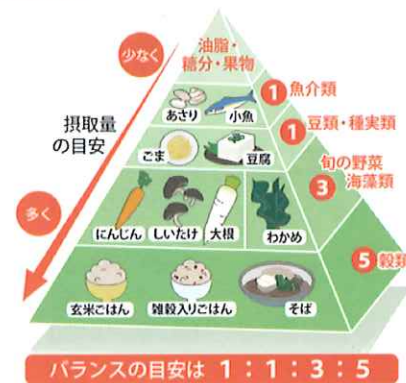 少なく
油脂・
糖分・果物
あさり
小魚
1 魚介類
摂取量
の目安
ごま
豆腐
1 豆類・種実類
多く
にんじん
しいたけ
大根
わかめ
3 旬の野菜
海藻類
玄米ごはん
雑穀入りごはん
そば
5 穀類
バランスの目安は 1:1:3:5